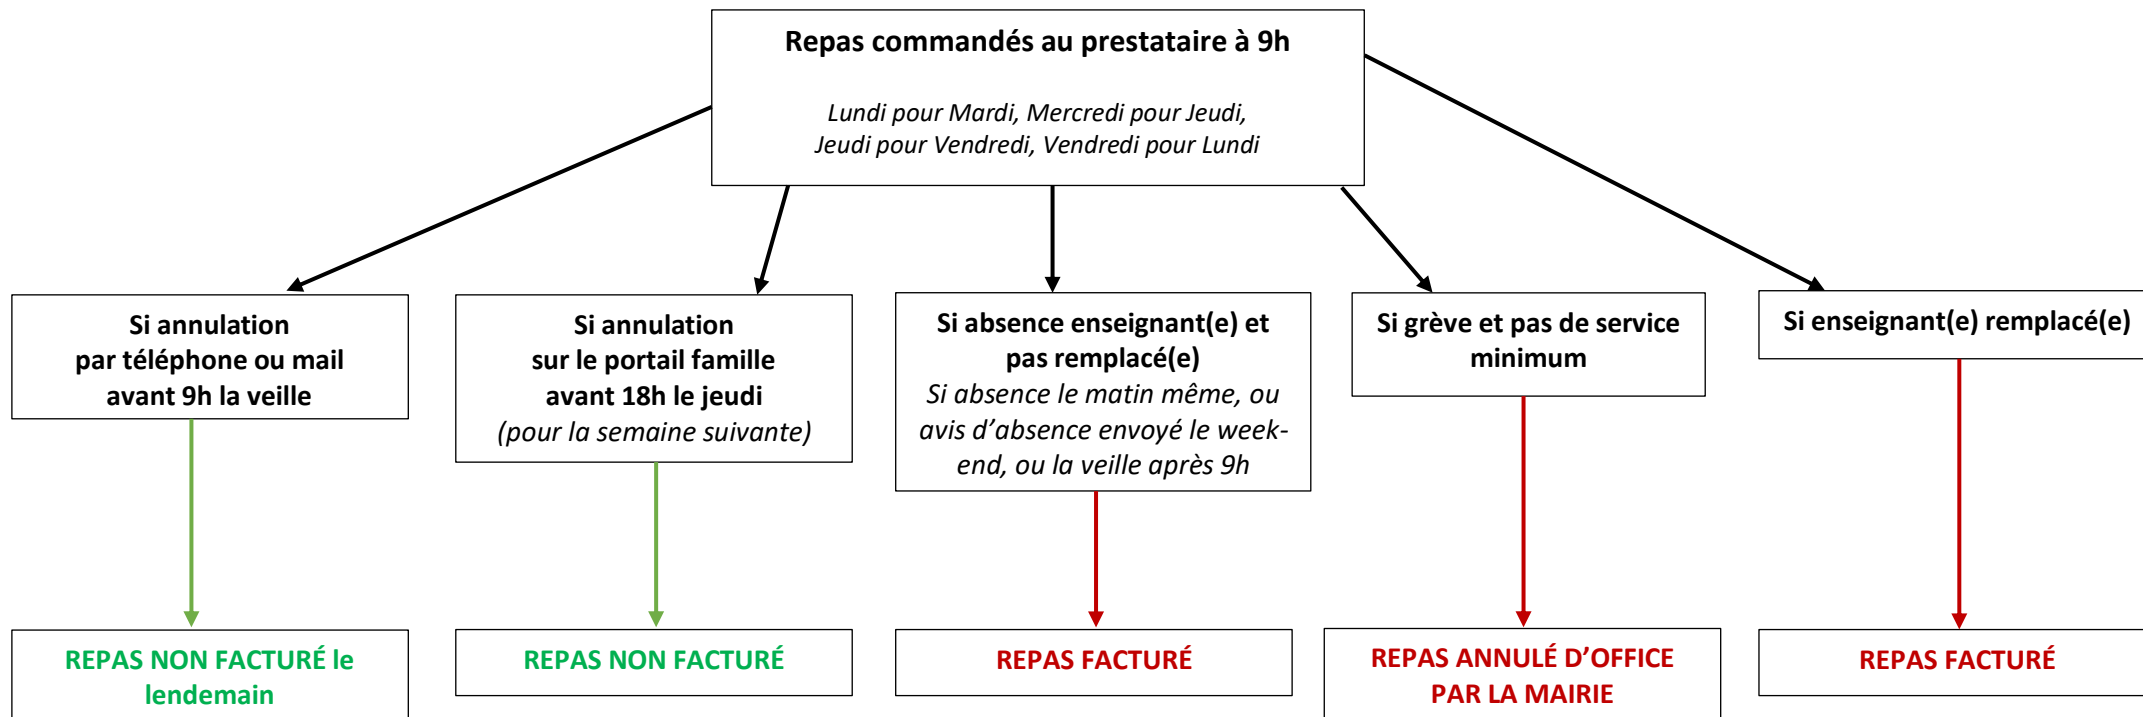 Repas commandés au prestataire à 9h
Lundi pour Mardi, Mercredi pour Jeudi,
Jeudi pour Vendredi, Vendredi pour Lundi
Si annulation
par téléphone ou mail
avant 9h la veille
Si annulation
sur le portail famille
avant 18h le jeudi
(pour la semaine suivante)
Si absence enseignant(e) et
pas remplacé(e)
Si absence le matin même, ou
avis d’absence envoyé le week-
end, ou la veille après 9h
Si grève et pas de service
minimum
Si enseignant(e) remplacé(e)
REPAS NON FACTURÉ le
lendemain
REPAS NON FACTURÉ
REPAS FACTURÉ
REPAS ANNULÉ D’OFFICE
PAR LA MAIRIE
REPAS FACTURÉ